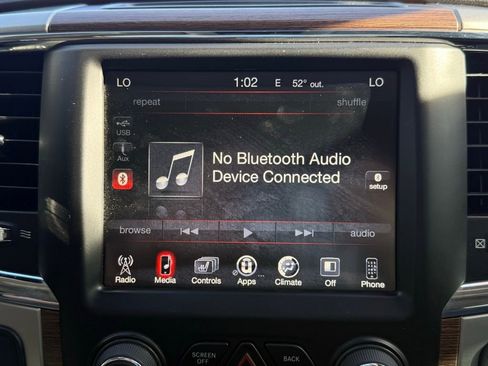 LO 1:02 E 52° out. LO
repeat shuffle
USB
Aux
No Bluetooth Audio
Device Connected
setup
browse audio
Radio Media Controls Apps ... Climate Off Phone
SCREEN OFF BACK